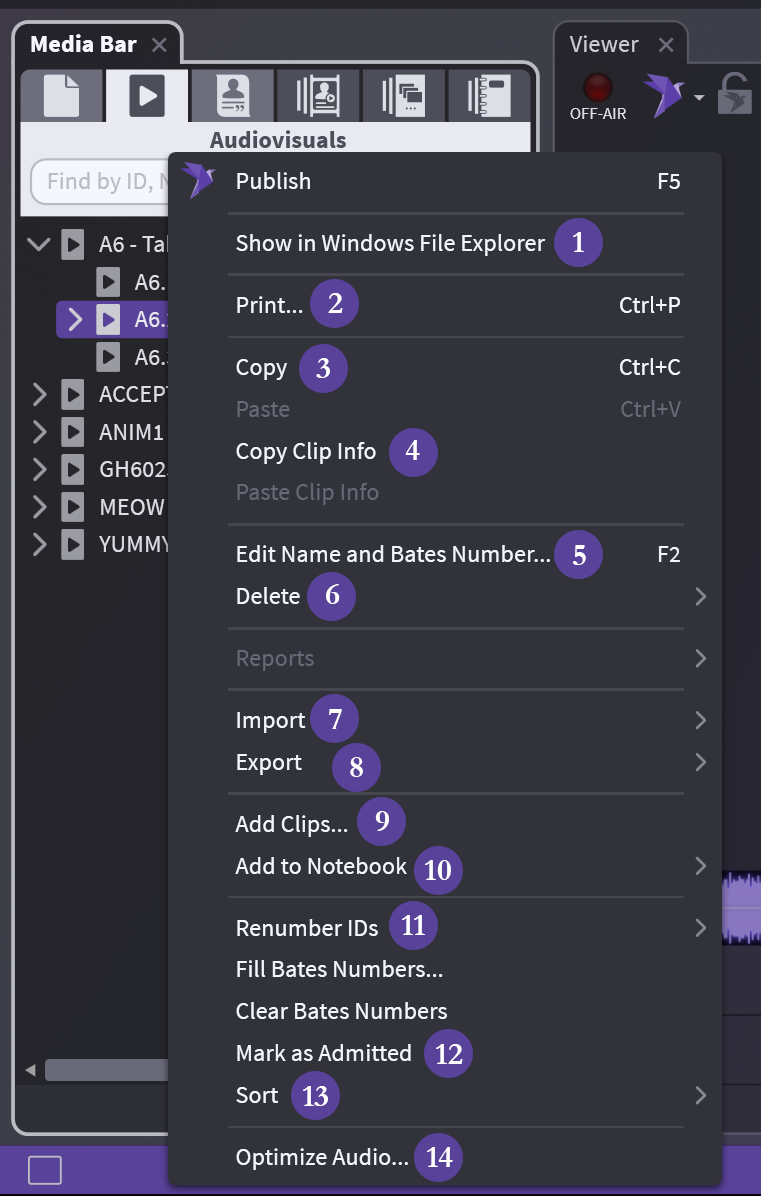 Media Bar
Viewer
OFF-AIR
Audiovisuals
Find by ID, N
A6 - Tal
A6.
A6.
A6.
ACCEPT
ANIM1
GH602
MEOW
YUMMY
Publish F5
Show in Windows File Explorer 1
Print... 2 Ctrl+P
Copy 3 Ctrl+C
Paste Ctrl+V
Copy Clip Info 4
Paste Clip Info
Edit Name and Bates Number... 5 F2
Delete 6
Reports
Import 7
Export 8
Add Clips... 9
Add to Notebook 10
Renumber IDs 11
Fill Bates Numbers...
Clear Bates Numbers
Mark as Admitted 12
Sort 13
Optimize Audio... 14